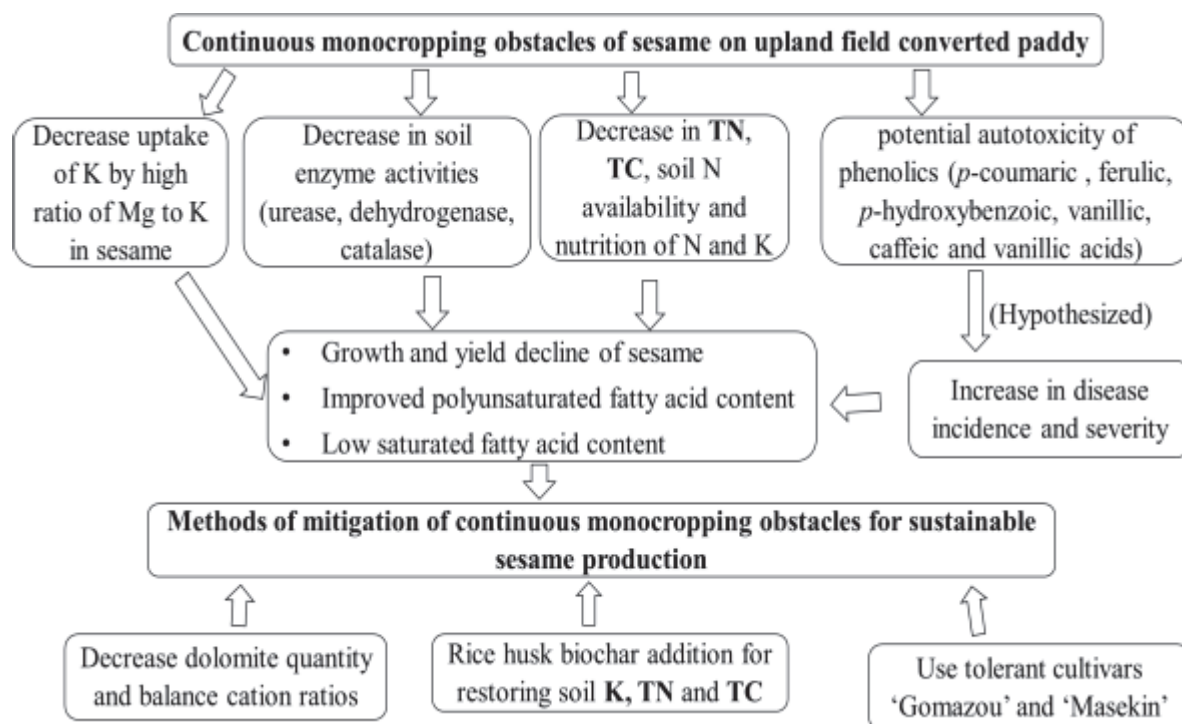 Continuous monocropping obstacles of sesame on upland field converted paddy
Decrease uptake
of K by high
ratio of Mg to K
in sesame
Decrease in soil
enzyme activities
(urease, dehydrogenase,
catalase)
Decrease in TN,
TC, soil N
availability and
nutrition of N and K
potential autotoxicity of
phenolics (p-coumaric , ferulic,
p-hydroxybenzoic, vanillic,
caffeic and vanillic acids)
(Hypothesized)
• Growth and yield decline of sesame
• Improved polyunsaturated fatty acid content
• Low saturated fatty acid content
Increase in disease
incidence and severity
Methods of mitigation of continuous monocropping obstacles for sustainable
sesame production
Decrease dolomite quantity
and balance cation ratios
Rice husk biochar addition for
restoring soil K, TN and TC
Use tolerant cultivars
‘Gomazou’ and ‘Masekin’